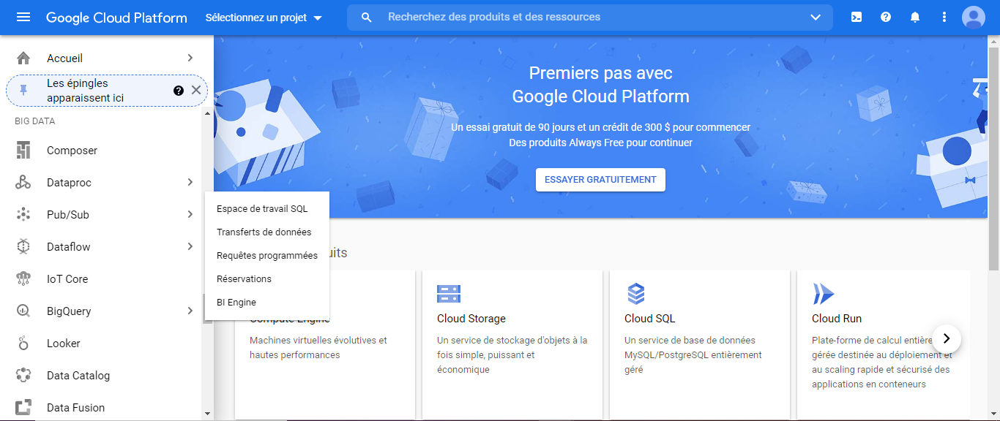 Google Cloud Platform
Sélectionnez un projet
Recherchez des produits et des ressources
Accueil
Les épingles
apparaissent ici
BIG DATA
Composer
Dataproc
Pub/Sub
Dataflow
IoT Core
BigQuery
Looker
Data Catalog
Data Fusion
Espace de travail SQL
Transferts de données
Requêtes programmées
Réservations
BI Engine
Premiers pas avec
Google Cloud Platform
Un essai gratuit de 90 jours et un crédit de 300 $ pour commencer
Des produits Always Free pour continuer
ESSAYER GRATUITEMENT
Compute Engine
Machines virtuelles évolutives et
hautes performances
Cloud Storage
Un service de stockage d'objets à la
fois simple, puissant et
économique
Cloud SQL
Un service de base de données
MySQL/PostgreSQL entièrement
géré
Cloud Run
Plate-forme de calcul
gérée destinée au déploiement et
au scaling rapide et sécurisé des
applications en conteneurs